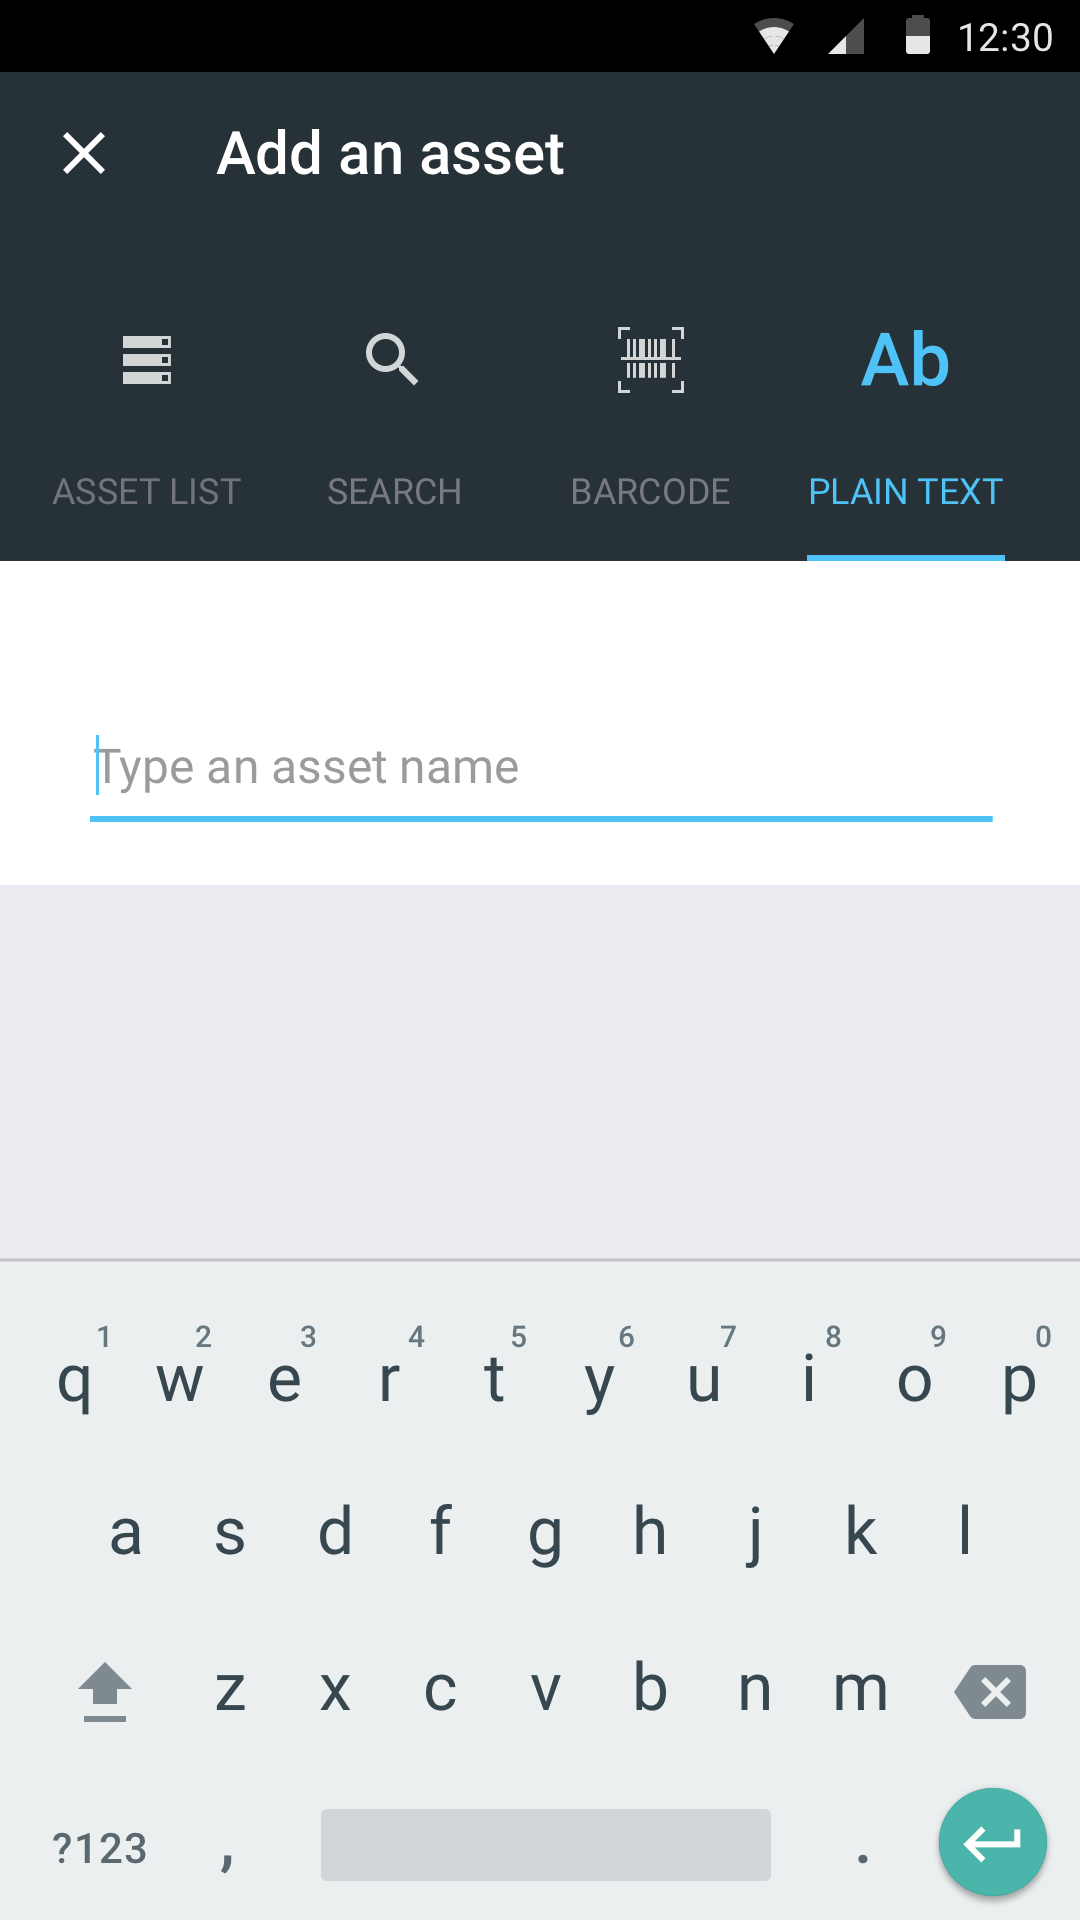 12:30
Add an asset
Ab
ASSET LIST SEARCH BARCODE PLAIN TEXT
Type an asset name
1 2 3 4 5 6 7 8 9 0
q w e r t y u i o p
a s d f g h j k l
z x c v b n m
?123 , .